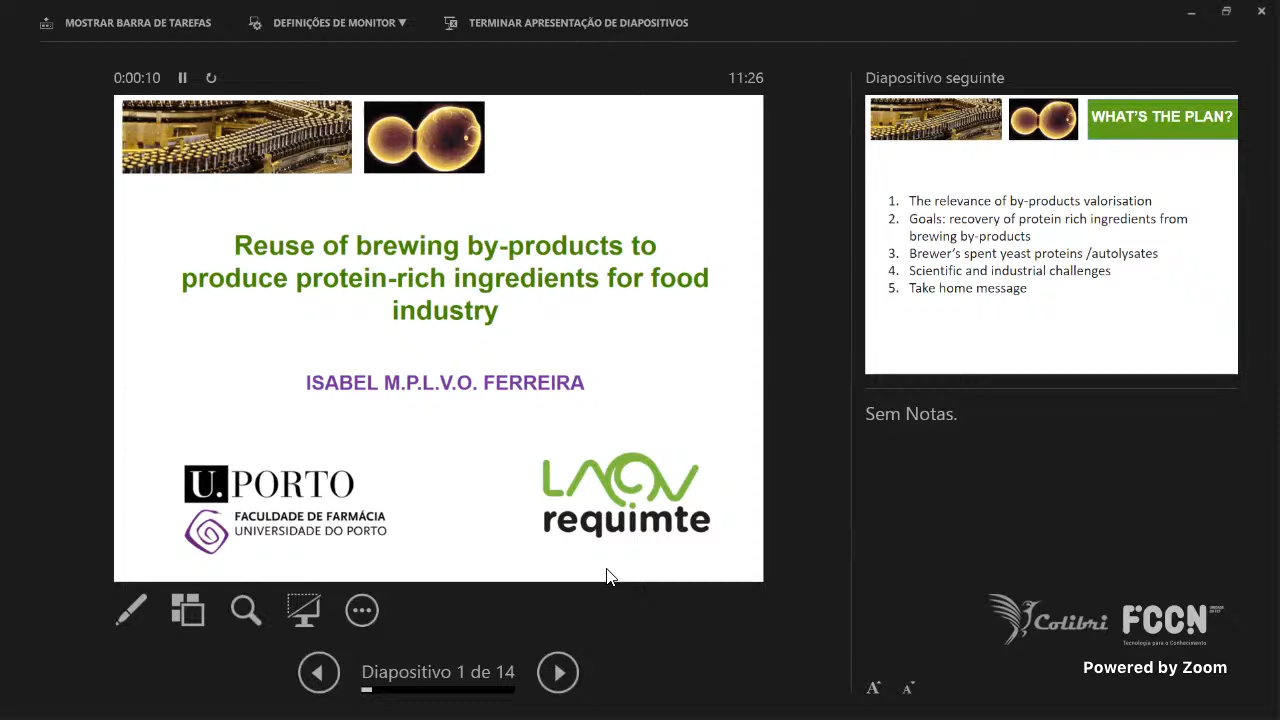 MOSTRAR BARRA DE TAREFAS
DEFINIÇÕES DE MONITOR ▼
TERMINAR APRESENTAÇÃO DE DIAPOSITIVOS
0:00:10
11:26
Reuse of brewing by-products to
produce protein-rich ingredients for food
industry
ISABEL M.P.L.V.O. FERREIRA
U. PORTO
FACULDADE DE FARMÁCIA
UNIVERSIDADE DO PORTO
LAQV
requimte
Diapositivo 1 de 14
Diapositivo seguinte
WHAT'S THE PLAN?
1. The relevance of by-products valorisation
2. Goals: recovery of protein rich ingredients from
brewing by-products
3. Brewer's spent yeast proteins /autolysates
4. Scientific and industrial challenges
5. Take home message
Sem Notas.
Colibri
FCCN
Tecnologia para o Conhecimento
Powered by Zoom
A A